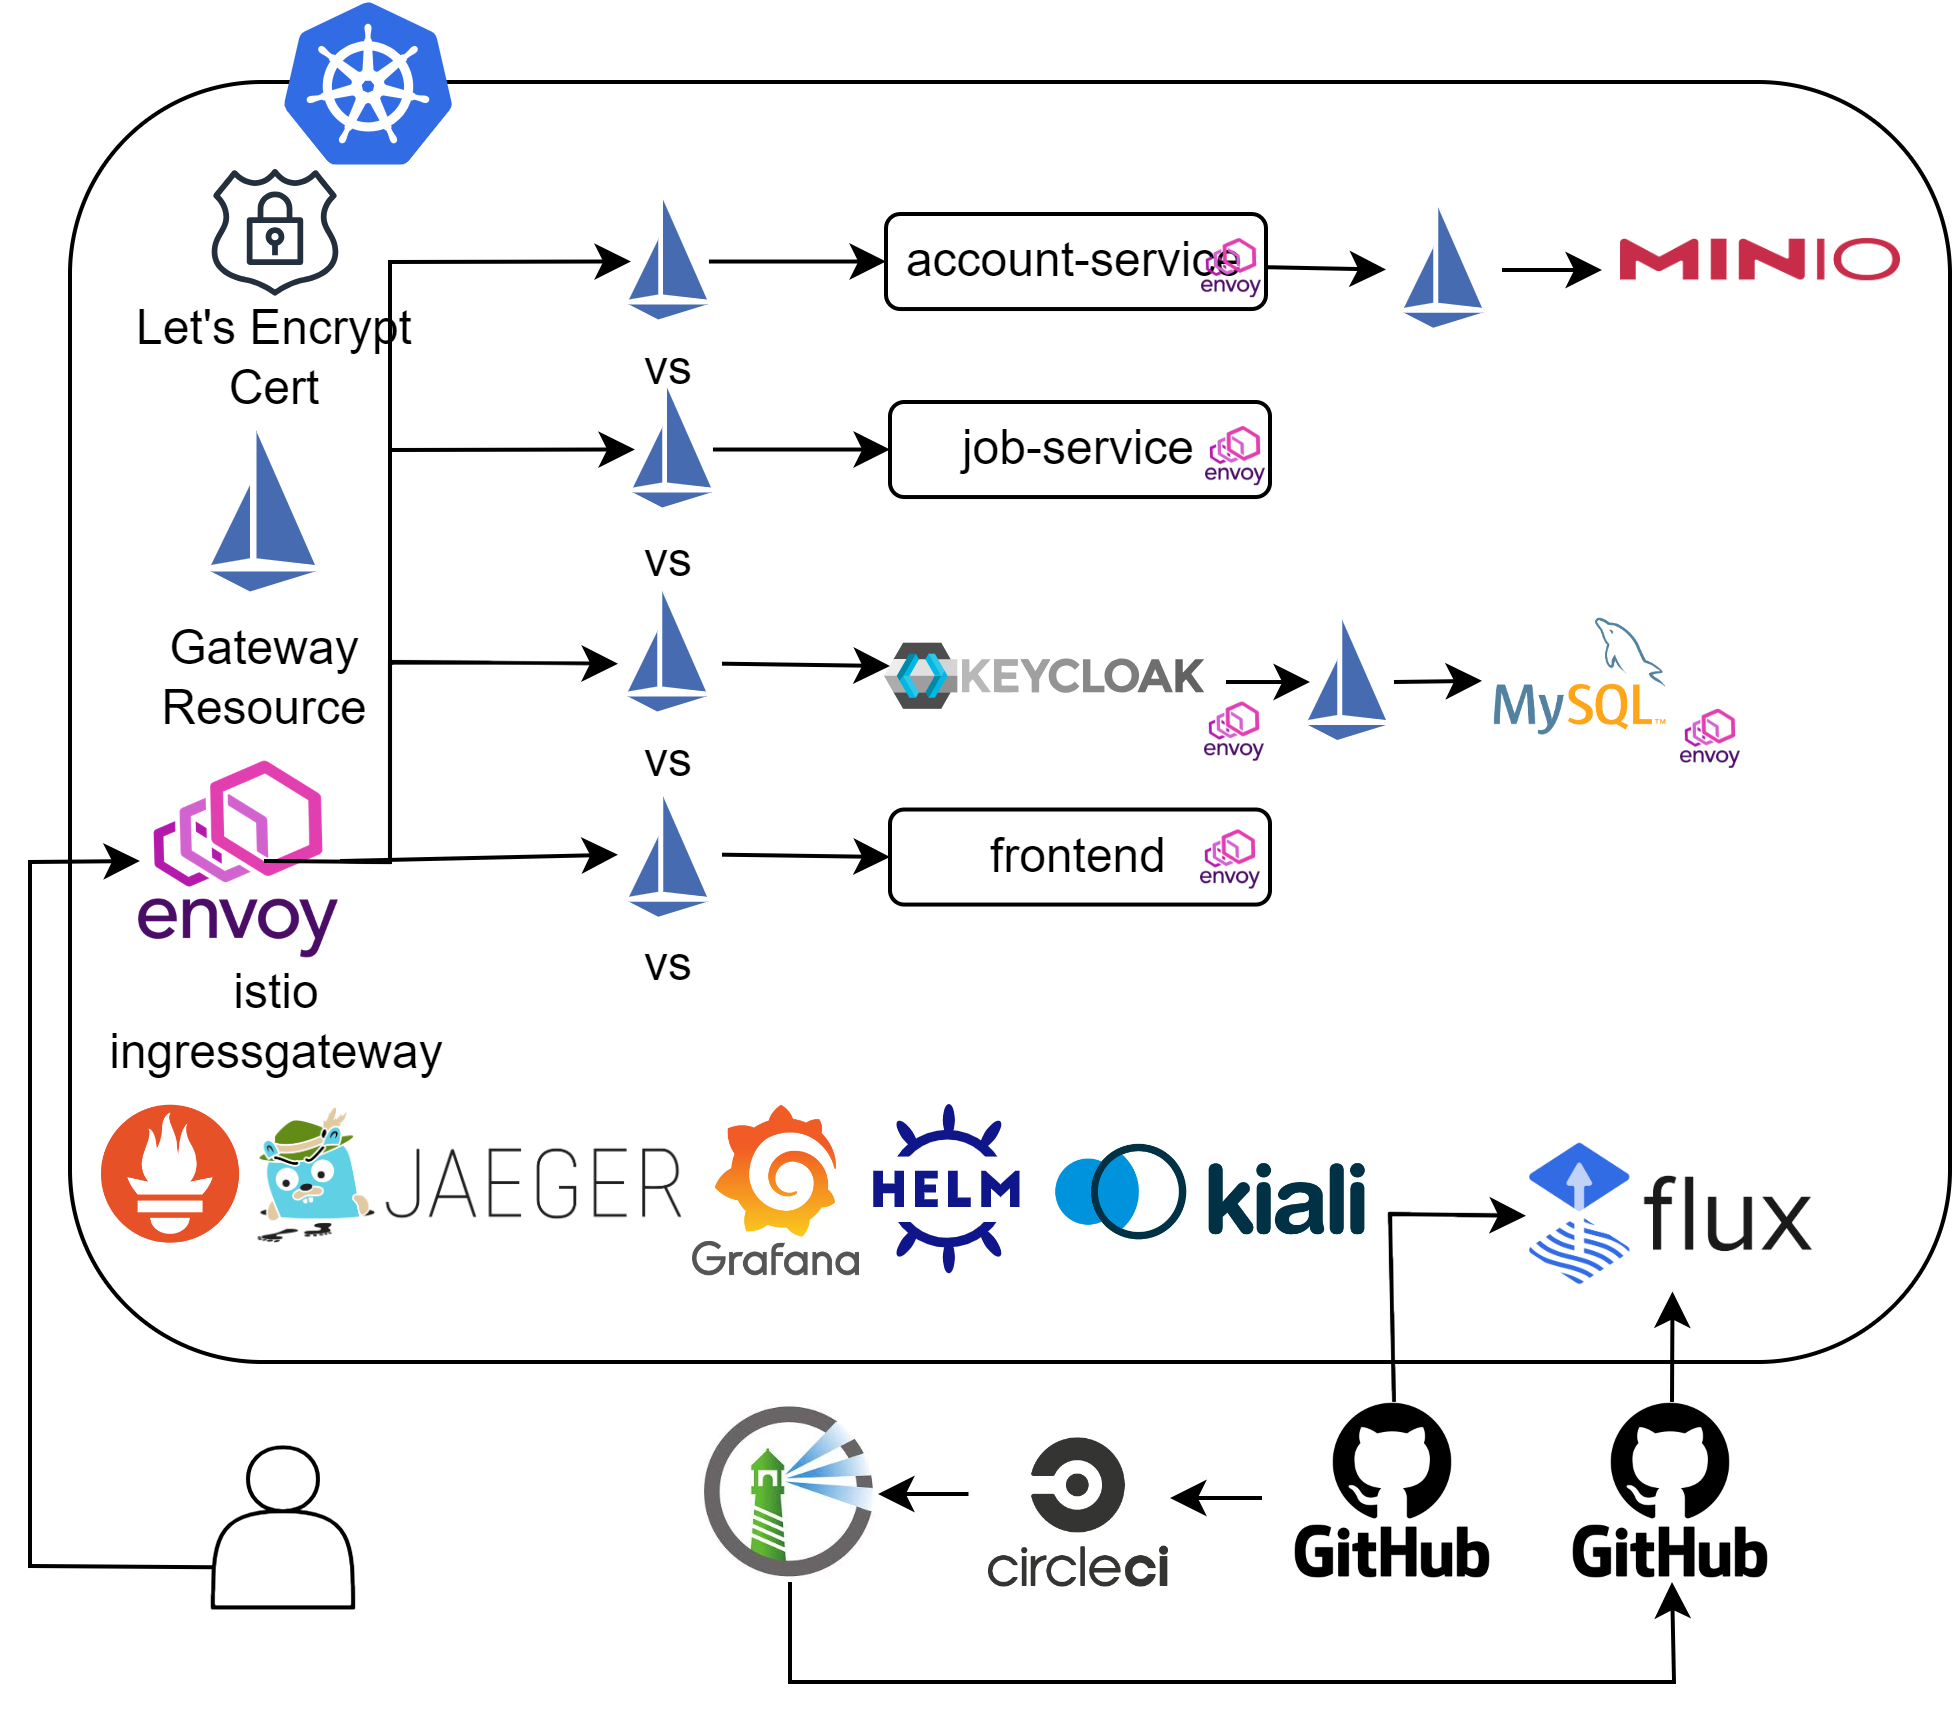 Let's Encrypt
Cert
account-service
envoy
MINIO
vs
job-service
envoy
vs
Gateway
Resource
KEYCLOAK
envoy
MySQL™
envoy
vs
frontend
envoy
envoy
vs
istio
ingressgateway
JAEGER
Grafana
HELM
kiali
flux
circleci
GitHub
GitHub